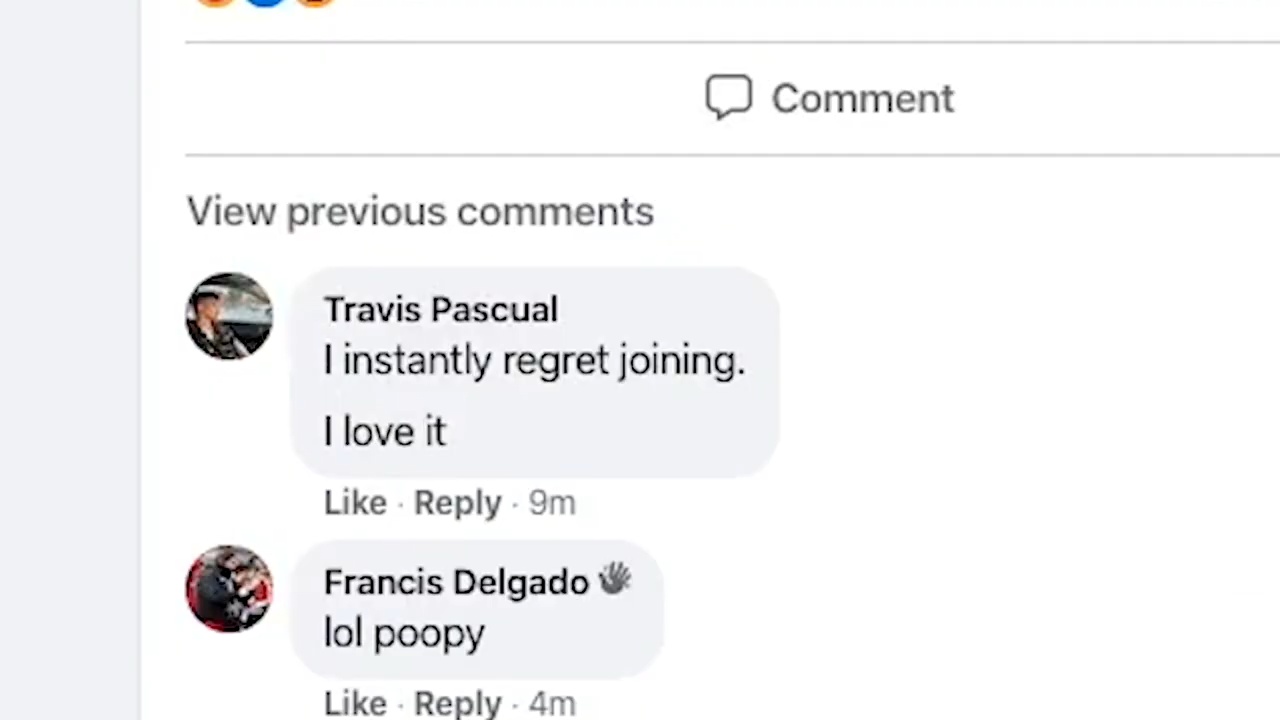 Comment
View previous comments
Travis Pascual
I instantly regret joining.
I love it
Like · Reply · 9m
Francis Delgado
lol poopy
Like · Reply · 4m